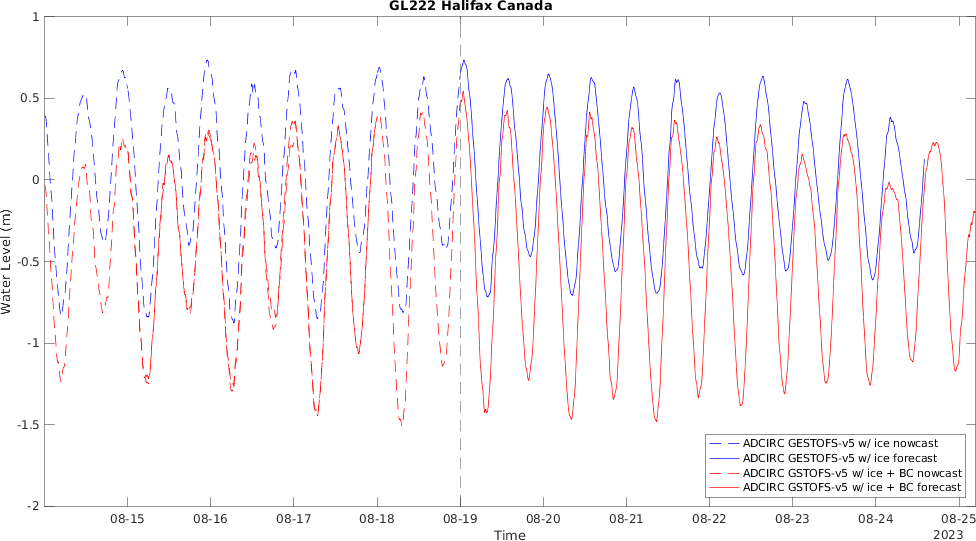 GL222 Halifax Canada
1
0.5
0
-0.5
-1
-1.5
-2
Water Level (m)
08-15 08-16 08-17 08-18 08-19 08-20 08-21 08-22 08-23 08-24 08-25
Time
2023
ADCIRC GESTOFS-v5 w/ ice nowcast
ADCIRC GESTOFS-v5 w/ ice forecast
ADCIRC GSTOFS-v5 w/ ice + BC nowcast
ADCIRC GSTOFS-v5 w/ ice + BC forecast